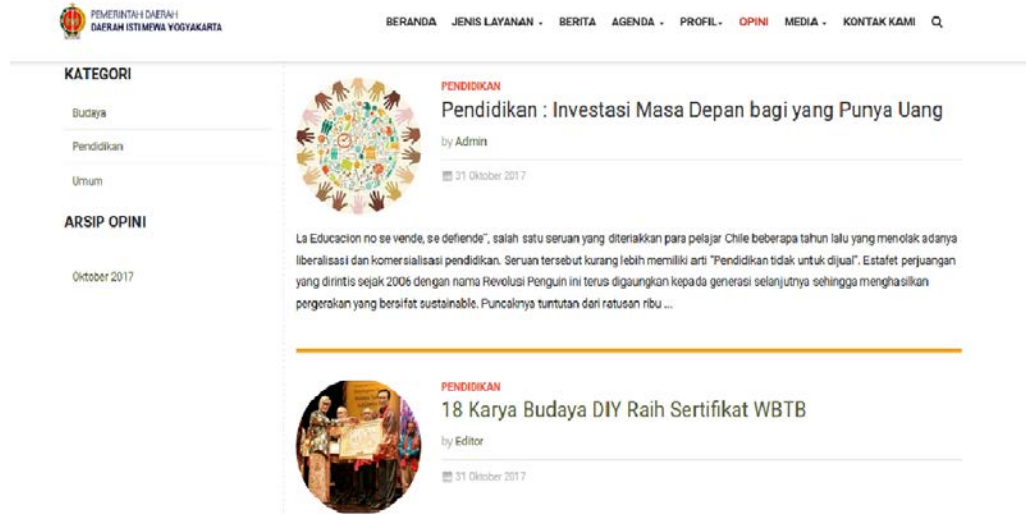 PEMERINTAH DAERAH
DAERAH ISTIMEWA YOGYAKARTA
BERANDA JENIS LAYANAN BERITA AGENDA PROFIL OPINI MEDIA KONTAK KAMI
KATEGORI
Budaya
Pendidikan
Umum
ARSIP OPINI
Oktober 2017
PENDIDIKAN
Pendidikan : Investasi Masa Depan bagi yang Punya Uang
by Admin
31 Oktober 2017
La Educacion no se vende, se defiende", salah satu seruan yang diteriakkan para pelajar Chile beberapa tahun lalu yang menolak adanya
liberalisasi dan komersialisasi pendidikan. Seruan tersebut kurang lebih memiliki arti "Pendidikan tidak untuk dijual". Estafet perjuangan
yang dirintis sejak 2006 dengan nama Revolusi Penguin ini terus digaungkan kepada generasi selanjutnya sehingga menghasilkan
pergerakan yang bersifat sustainable. Puncaknya tuntutan dari ratusan ribu ...
PENDIDIKAN
18 Karya Budaya DIY Raih Sertifikat WBTB
by Editor
31 Oktober 2017